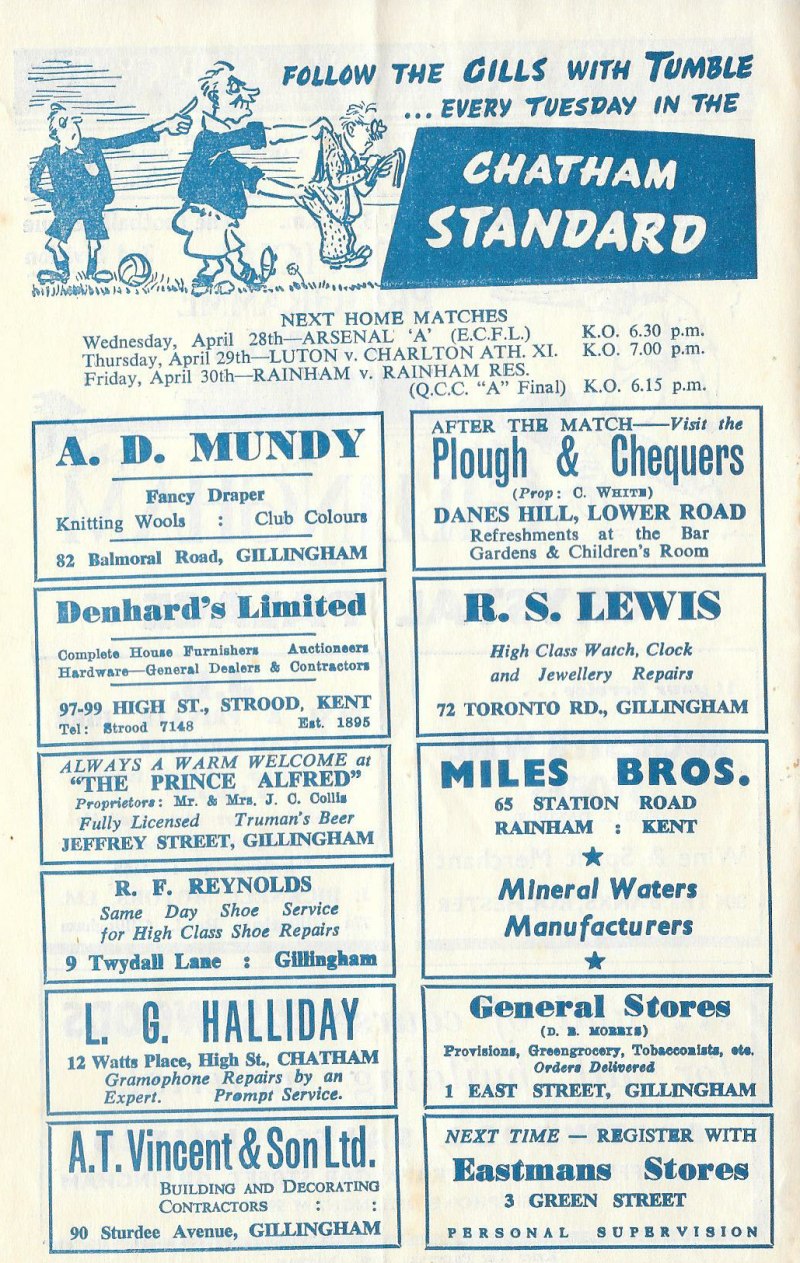 FOLLOW THE GILLS WITH TUMBLE
... EVERY TUESDAY IN THE
CHATHAM
STANDARD
NEXT HOME MATCHES
Wednesday, April 28th—ARSENAL 'A' (E.C.F.L.) K.O. 6.30 p.m.
Thursday, April 29th—LUTON v. CHARLTON ATH. XI. K.O. 7.00 p.m.
Friday, April 30th—RAINHAM v. RAINHAM RES.
(Q.C.C. "A" Final) K.O. 6.15 p.m.
A. D. MUNDY
Fancy Draper
Knitting Wools : Club Colours
82 Balmoral Road, GILLINGHAM
Denhard's Limited
Complete House Furnishers Auctioneers
Hardware—General Dealers & Contractors
97-99 HIGH ST., STROOD, KENT
Tel: Strood 7148 Est. 1895
ALWAYS A WARM WELCOME at
"THE PRINCE ALFRED"
Proprietors: Mr. & Mrs. J. C. Collis
Fully Licensed Truman's Beer
JEFFREY STREET, GILLINGHAM
R. F. REYNOLDS
Same Day Shoe Service
for High Class Shoe Repairs
9 Twydall Lane : Gillingham
L. G. HALLIDAY
12 Watts Place, High St., CHATHAM
Gramophone Repairs by an
Expert. Prompt Service.
A.T. Vincent & Son Ltd.
BUILDING AND DECORATING
CONTRACTORS : :
90 Sturdee Avenue, GILLINGHAM
AFTER THE MATCH—Visit the
Plough & Chequers
(Prop: C. WHITE)
DANES HILL, LOWER ROAD
Refreshments at the Bar
Gardens & Children's Room
R. S. LEWIS
High Class Watch, Clock
and Jewellery Repairs
72 TORONTO RD., GILLINGHAM
MILES BROS.
65 STATION ROAD
RAINHAM : KENT
Mineral Waters
Manufacturers
General Stores
(D. B. MORRIS)
Provisions, Greengrocery, Tobacconists, etc.
Orders Delivered
1 EAST STREET, GILLINGHAM
NEXT TIME — REGISTER WITH
Eastmans Stores
3 GREEN STREET
PERSONAL SUPERVISION